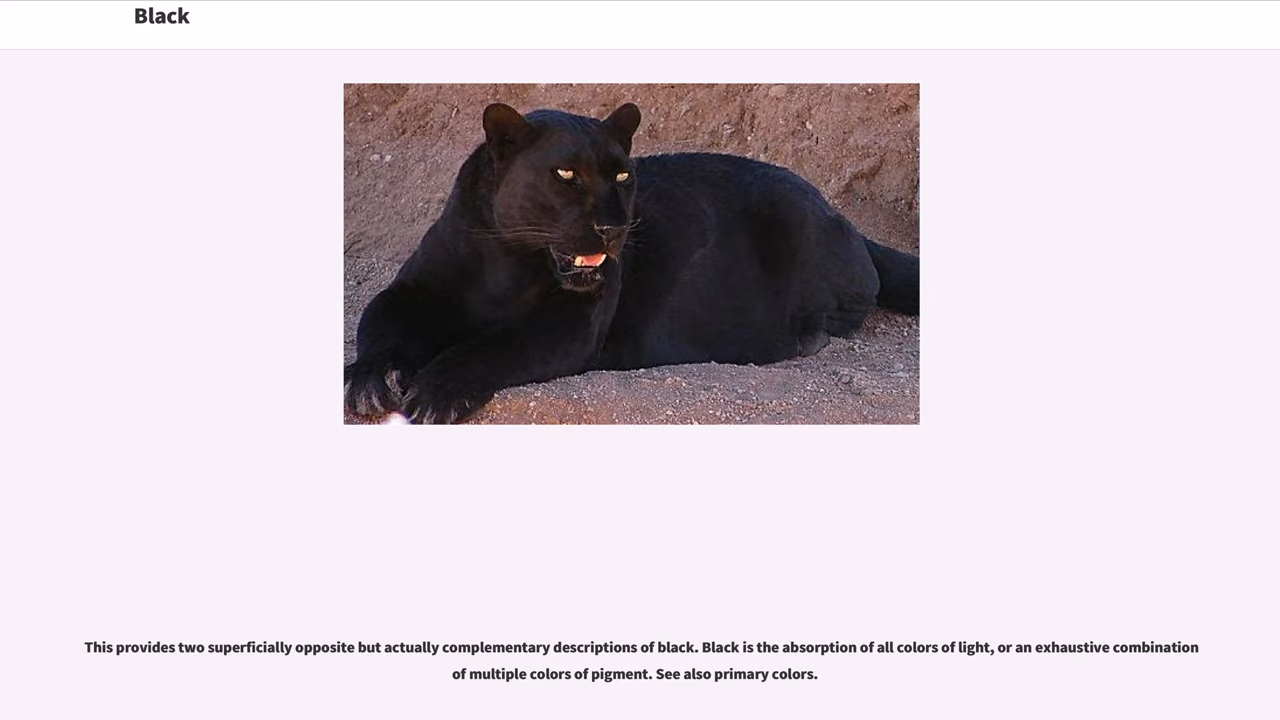 Black
This provides two superficially opposite but actually complementary descriptions of black. Black is the absorption of all colors of light, or an exhaustive combination
of multiple colors of pigment. See also primary colors.